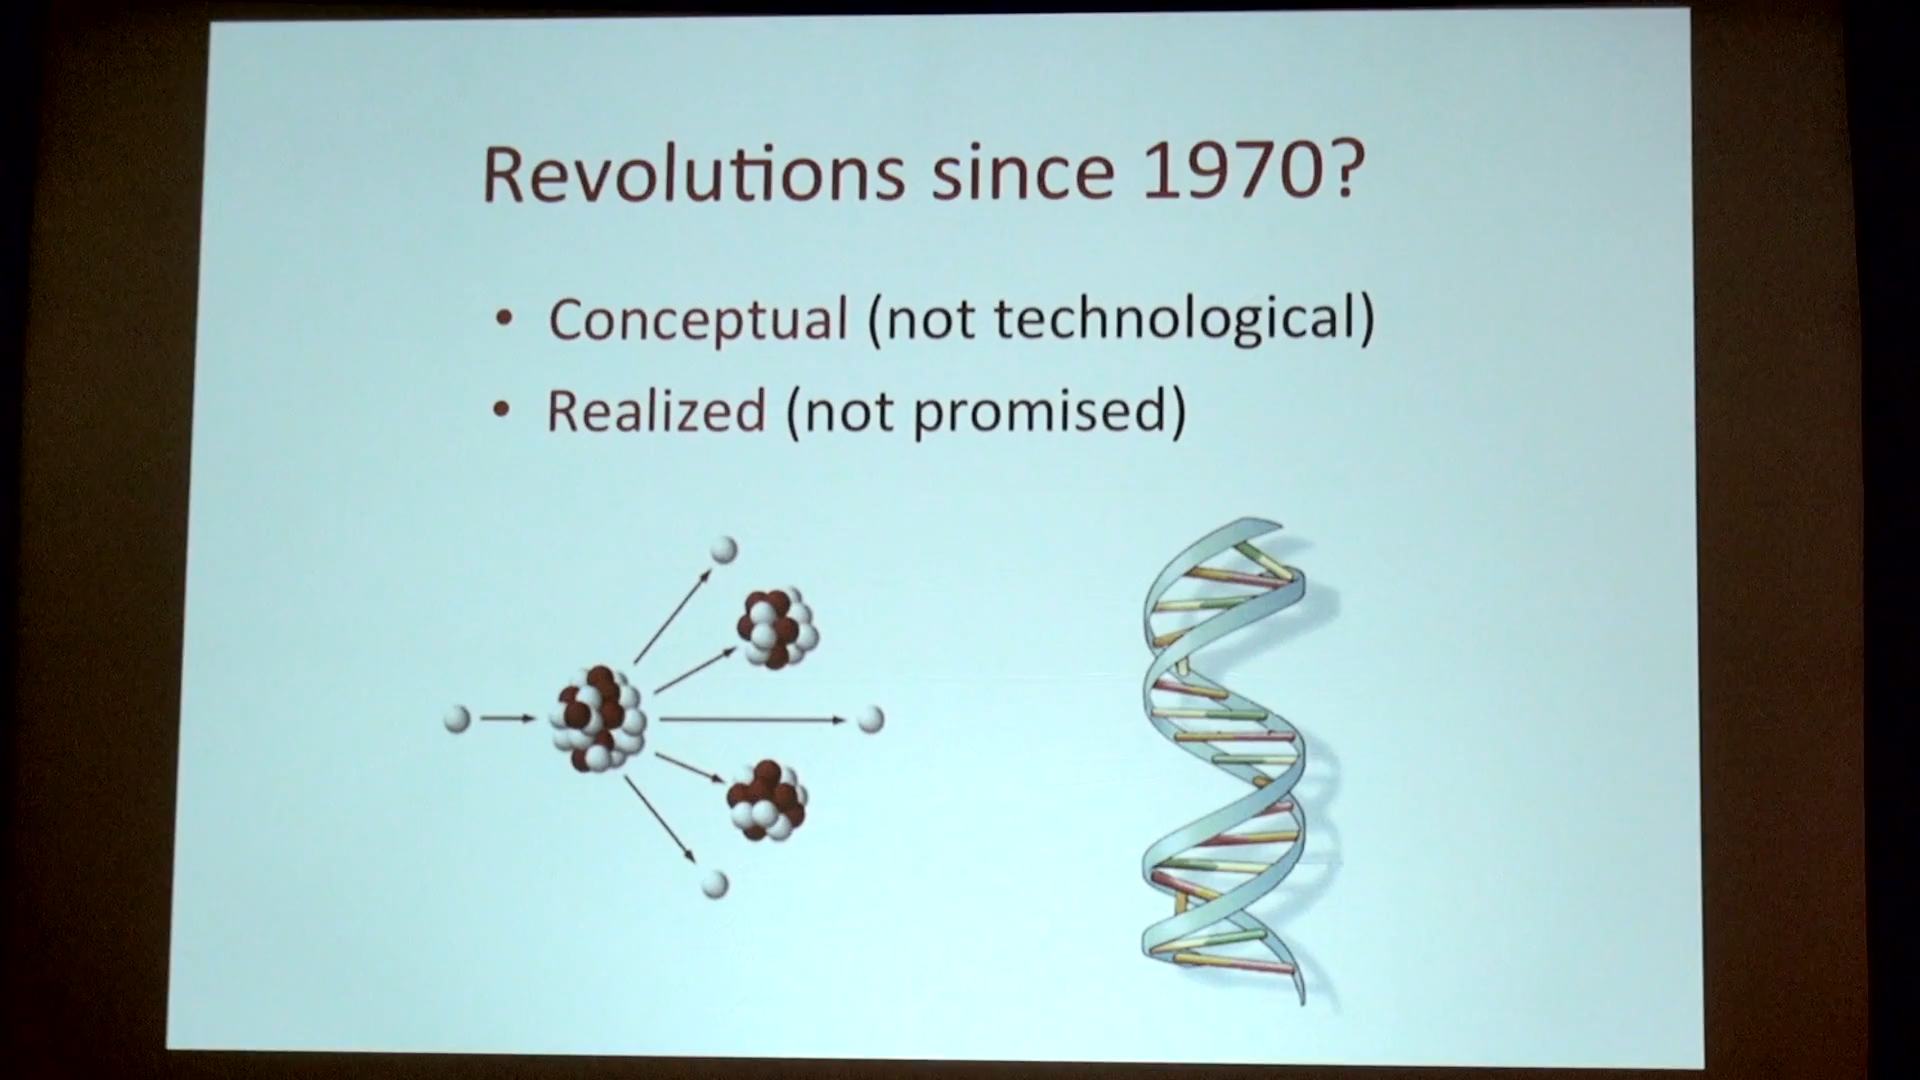 Revolutions since 1970?
• Conceptual (not technological)
• Realized (not promised)